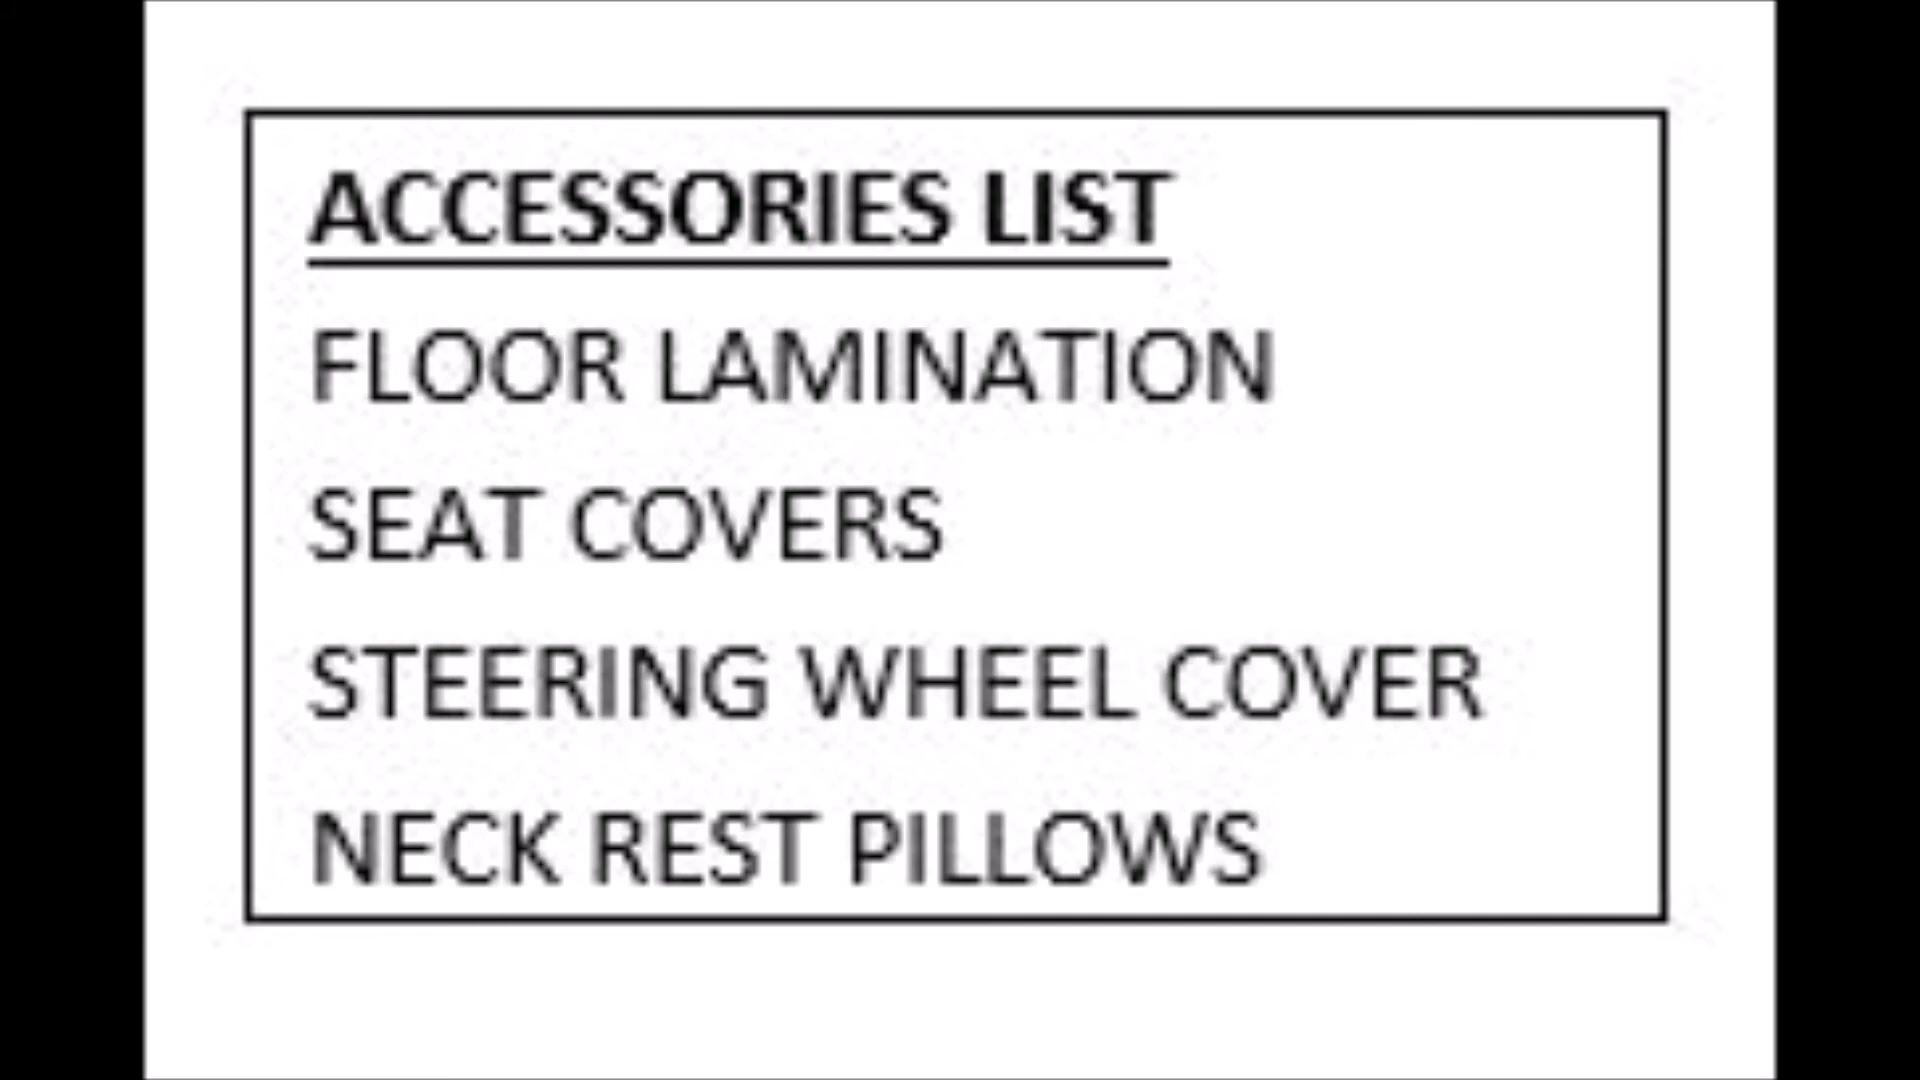 ACCESSORIES LIST
FLOOR LAMINATION
SEAT COVERS
STEERING WHEEL COVER
NECK REST PILLOWS